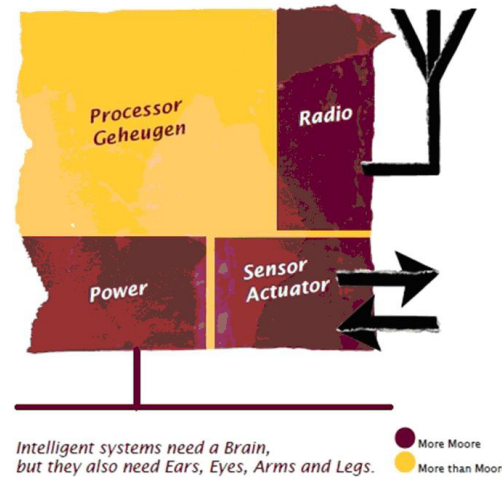 Processor
Geheugen
Radio
Power
Sensor
Actuator
Intelligent systems need a Brain,
but they also need Ears, Eyes, Arms and Legs.
More Moore
More than Moor